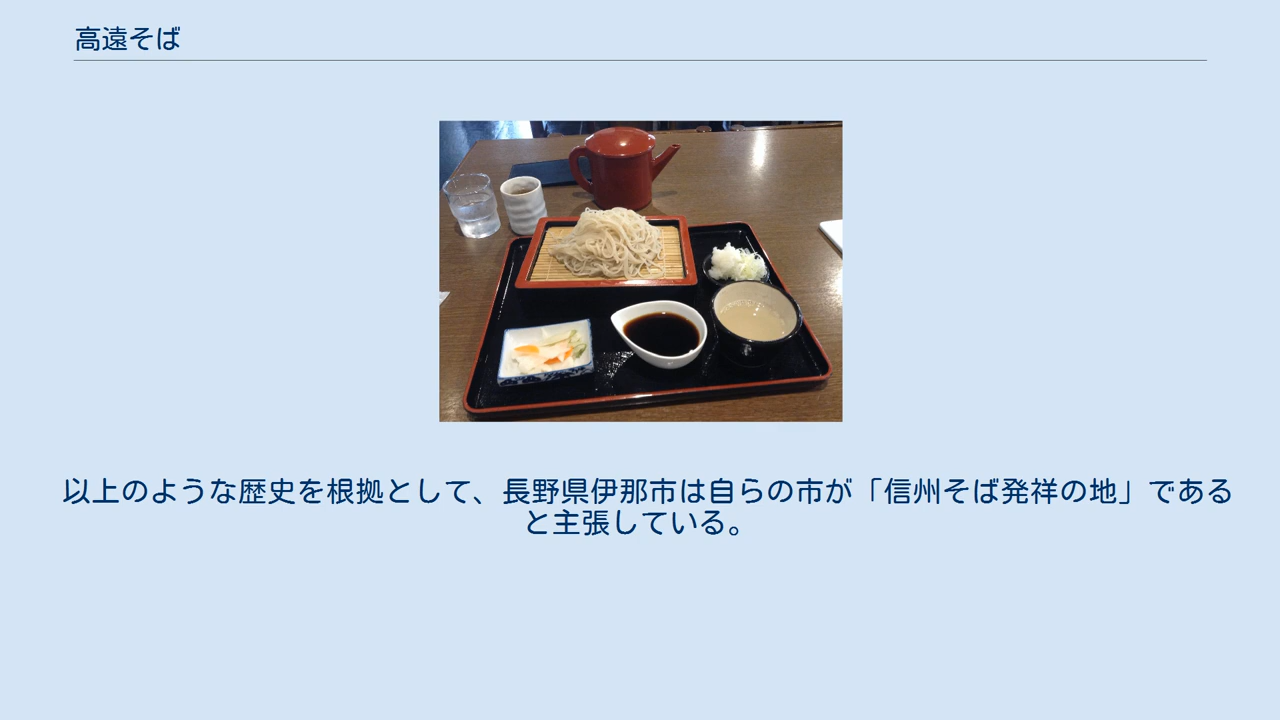 高遠そば
以上のような歴史を根拠として、長野県伊那市は自らの市が「信州そば発祥の地」である
と主張している。